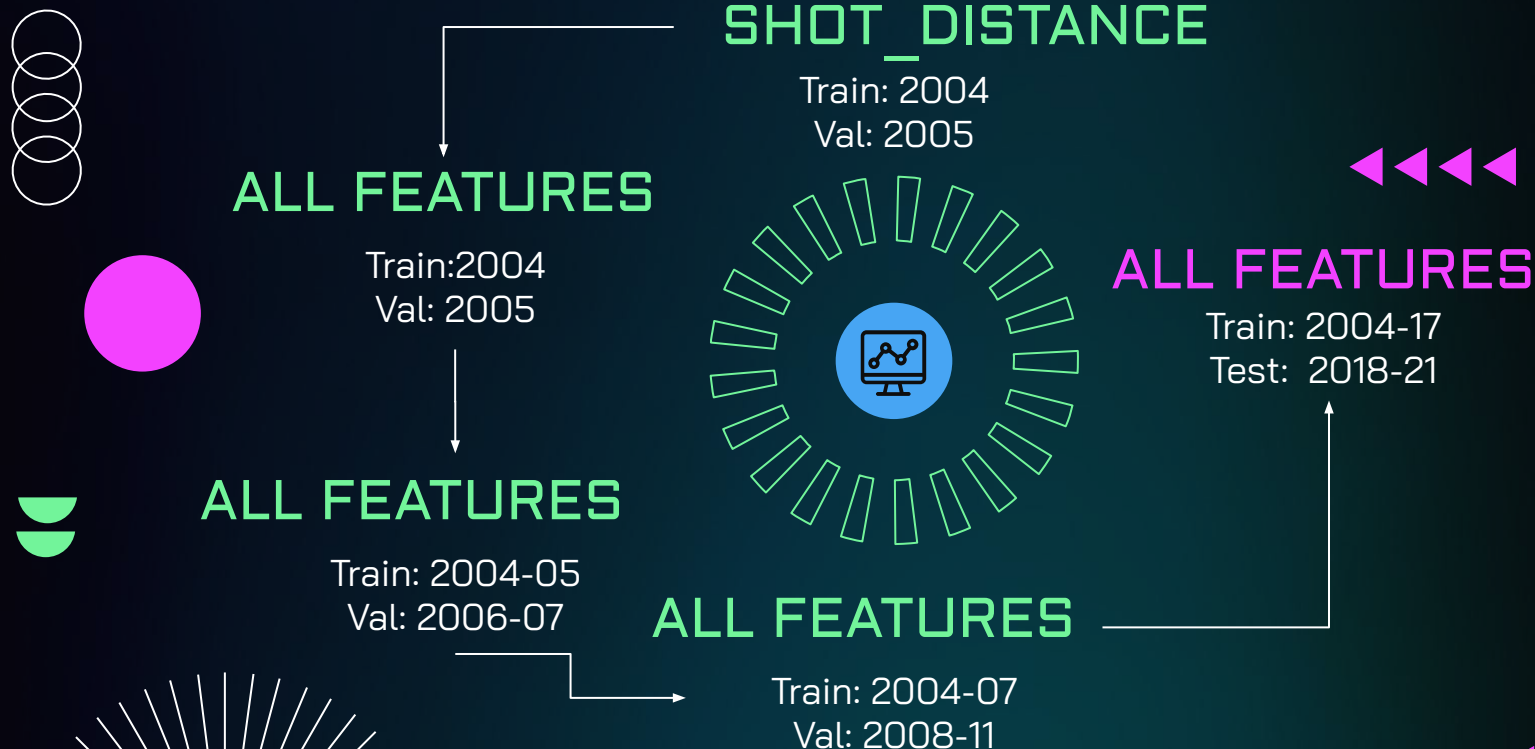 SHOT_DISTANCE
Train: 2004
Val: 2005
ALL FEATURES
Train:2004
Val: 2005
ALL FEATURES
Train: 2004-05
Val: 2006-07
ALL FEATURES
Train: 2004-07
Val: 2008-11
ALL FEATURES
Train: 2004-17
Test: 2018-21